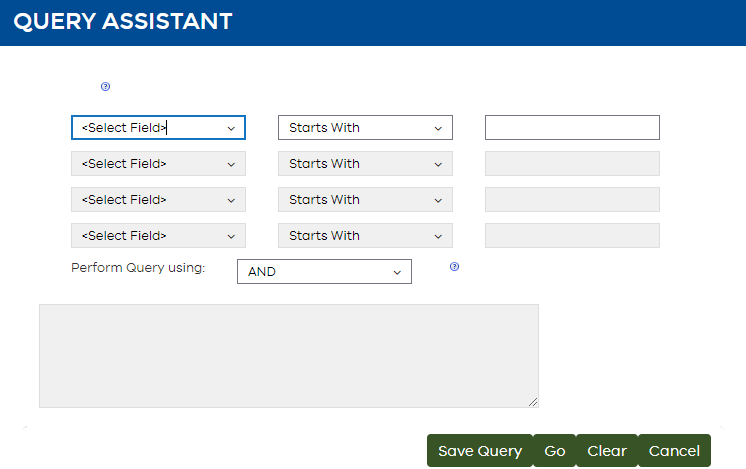 QUERY ASSISTANT
<Select Field> Starts With
<Select Field> Starts With
<Select Field> Starts With
<Select Field> Starts With
Perform Query using: AND
Save Query Go Clear Cancel